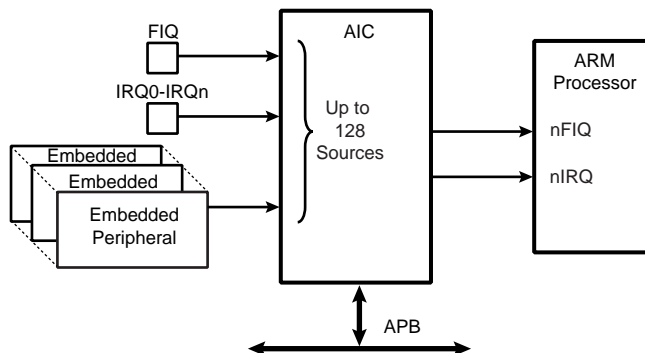 FIQ
IRQ0-IRQn
Embedded
Embedded
Embedded
Peripheral
AIC
Up to
128
Sources
ARM
Processor
nFIQ
nIRQ
APB